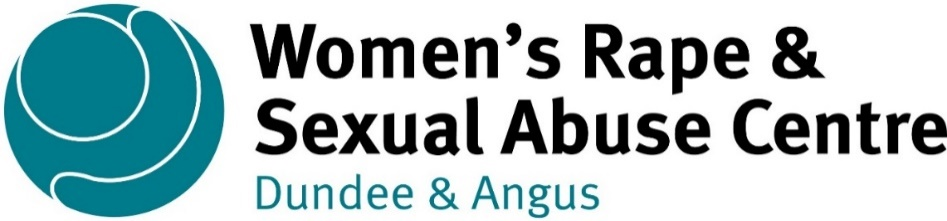 Women's Rape &
Sexual Abuse Centre
Dundee & Angus